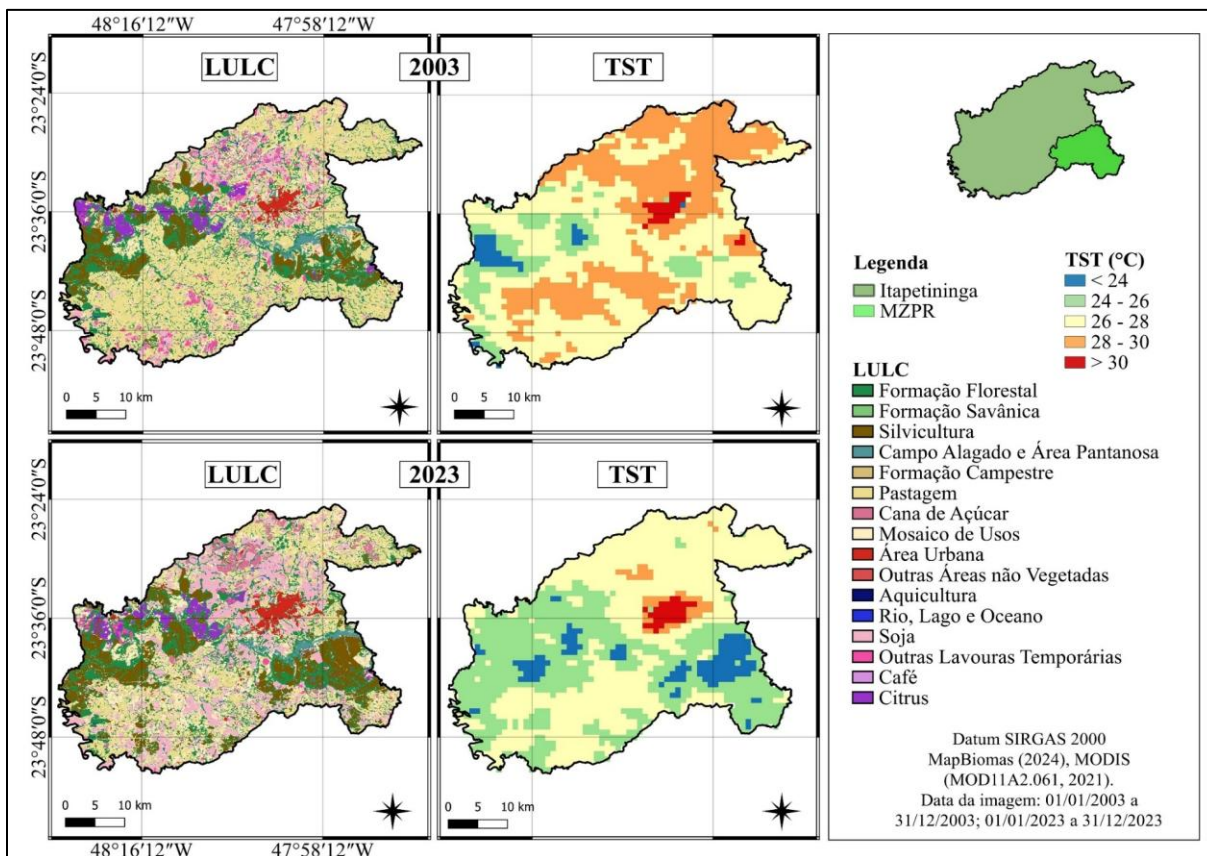 48°16′12″W 47°58′12″W
LULC 2003 TST
23°24′0″S
23°36′0″S
23°48′0″S
0 5 10 km
0 5 10 km
LULC 2023 TST
23°24′0″S
23°36′0″S
23°48′0″S
0 5 10 km
0 5 10 km
48°16′12″W 47°58′12″W
Legenda
Itapetininga
MZPR
TST (°C)
< 24
24 - 26
26 - 28
28 - 30
> 30
LULC
Formação Florestal
Formação Savânica
Silvicultura
Campo Alagado e Área Pantanosa
Formação Campestre
Pastagem
Cana de Açúcar
Mosaico de Usos
Área Urbana
Outras Áreas não Vegetadas
Aquicultura
Rio, Lago e Oceano
Soja
Outras Lavouras Temporárias
Café
Citrus
Datum SIRGAS 2000
MapBiomas (2024), MODIS
(MOD11A2.061, 2021).
Data da imagem: 01/01/2003 a
31/12/2003; 01/01/2023 a 31/12/2023